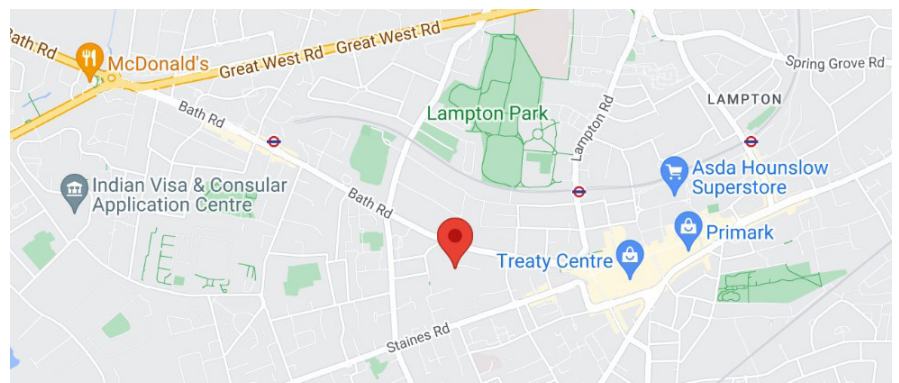 ath Rd
McDonald's
Great West Rd
Great West Rd
Bath Rd
Lampton Park
Lampton Rd
Spring Grove Rd
LAMPTON
Indian Visa & Consular
Application Centre
Asda Hounslow
Superstore
Bath Rd
Primark
Treaty Centre
Staines Rd